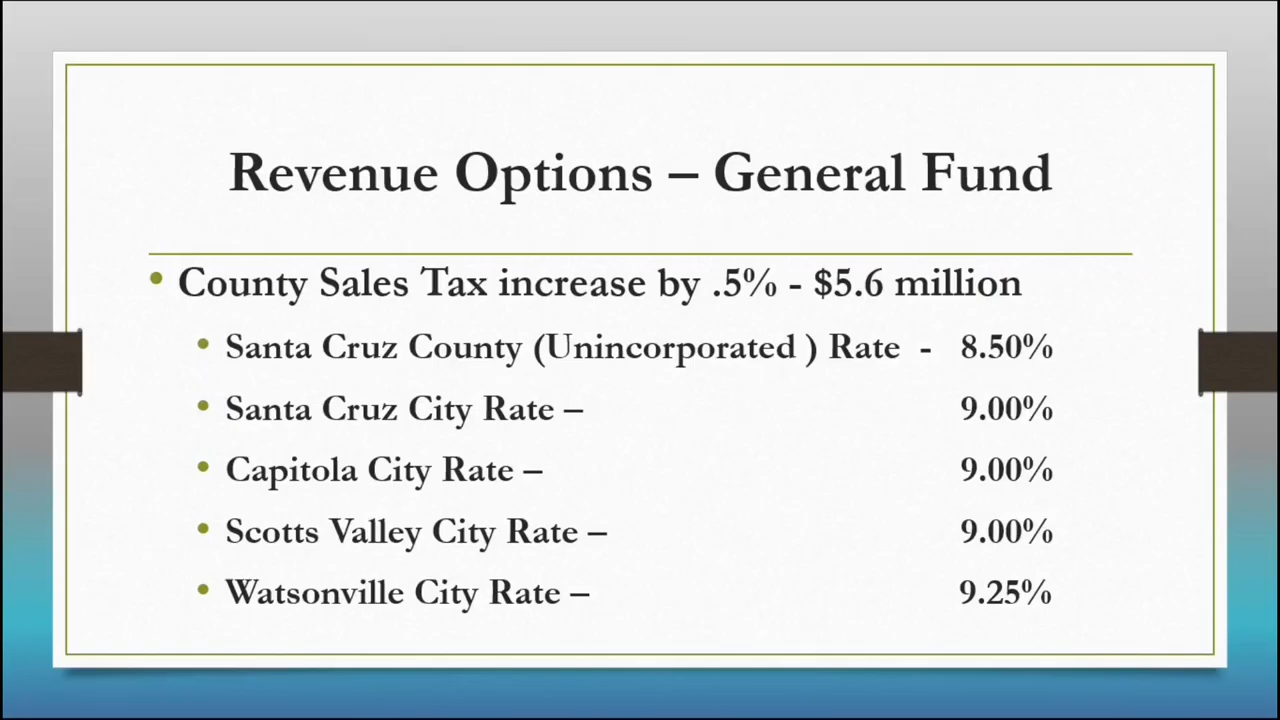 Revenue Options – General Fund
• County Sales Tax increase by .5% - $5.6 million
• Santa Cruz County (Unincorporated ) Rate - 8.50%
• Santa Cruz City Rate – 9.00%
• Capitola City Rate – 9.00%
• Scotts Valley City Rate – 9.00%
• Watsonville City Rate – 9.25%